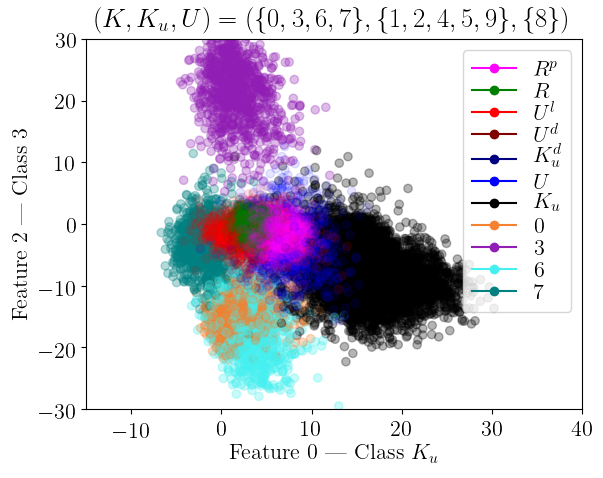 (K, K_u, U) = ({0, 3, 6, 7}, {1, 2, 4, 5, 9}, {8})
30
20
10
0
−10
−20
−30
Feature 2 — Class 3
R^p
R
U^l
U^d
K_u^d
U
K_u
0
3
6
7
−10
0
10
20
30
40
Feature 0 — Class K_u